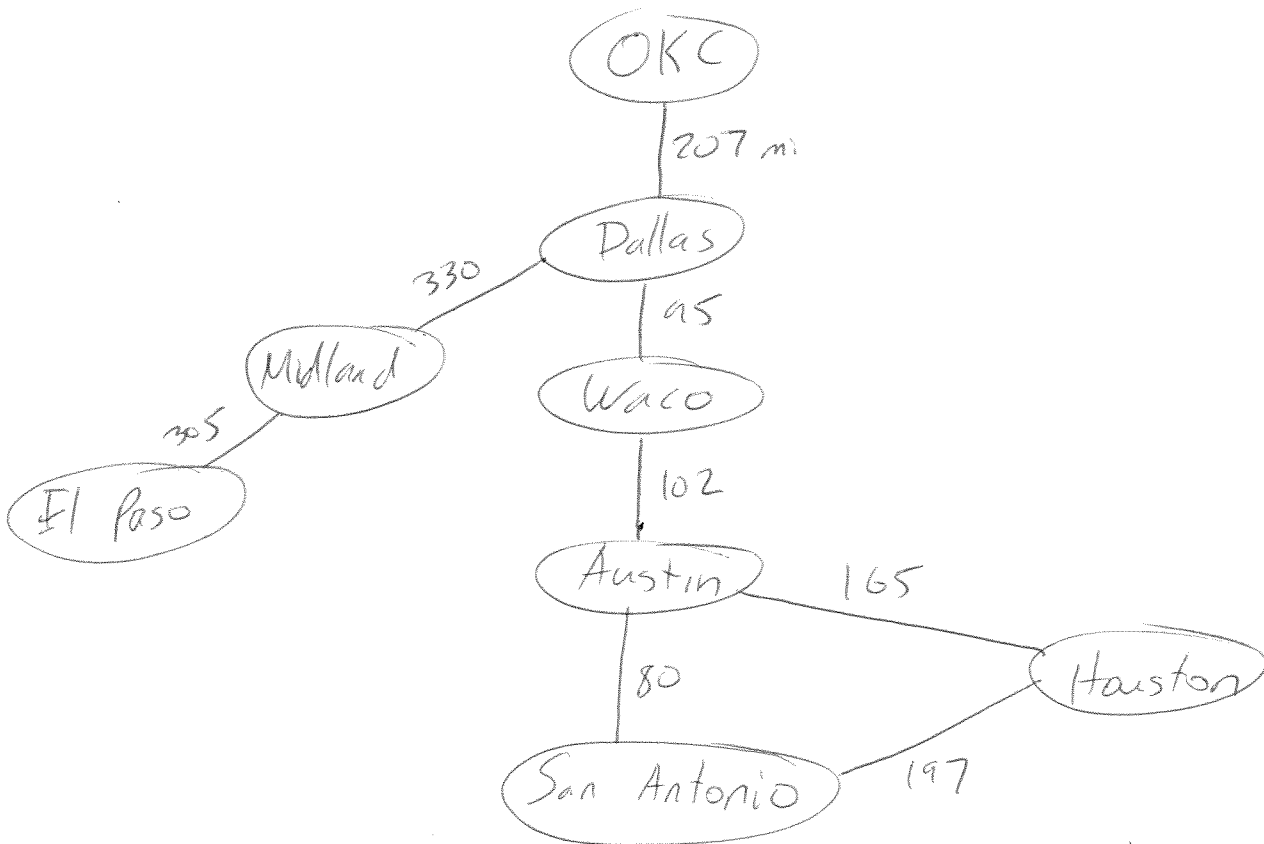 OKC
207 mi
Dallas
330
95
Midland
Waco
305
102
El Paso
Austin
165
80
Houston
San Antonio
197